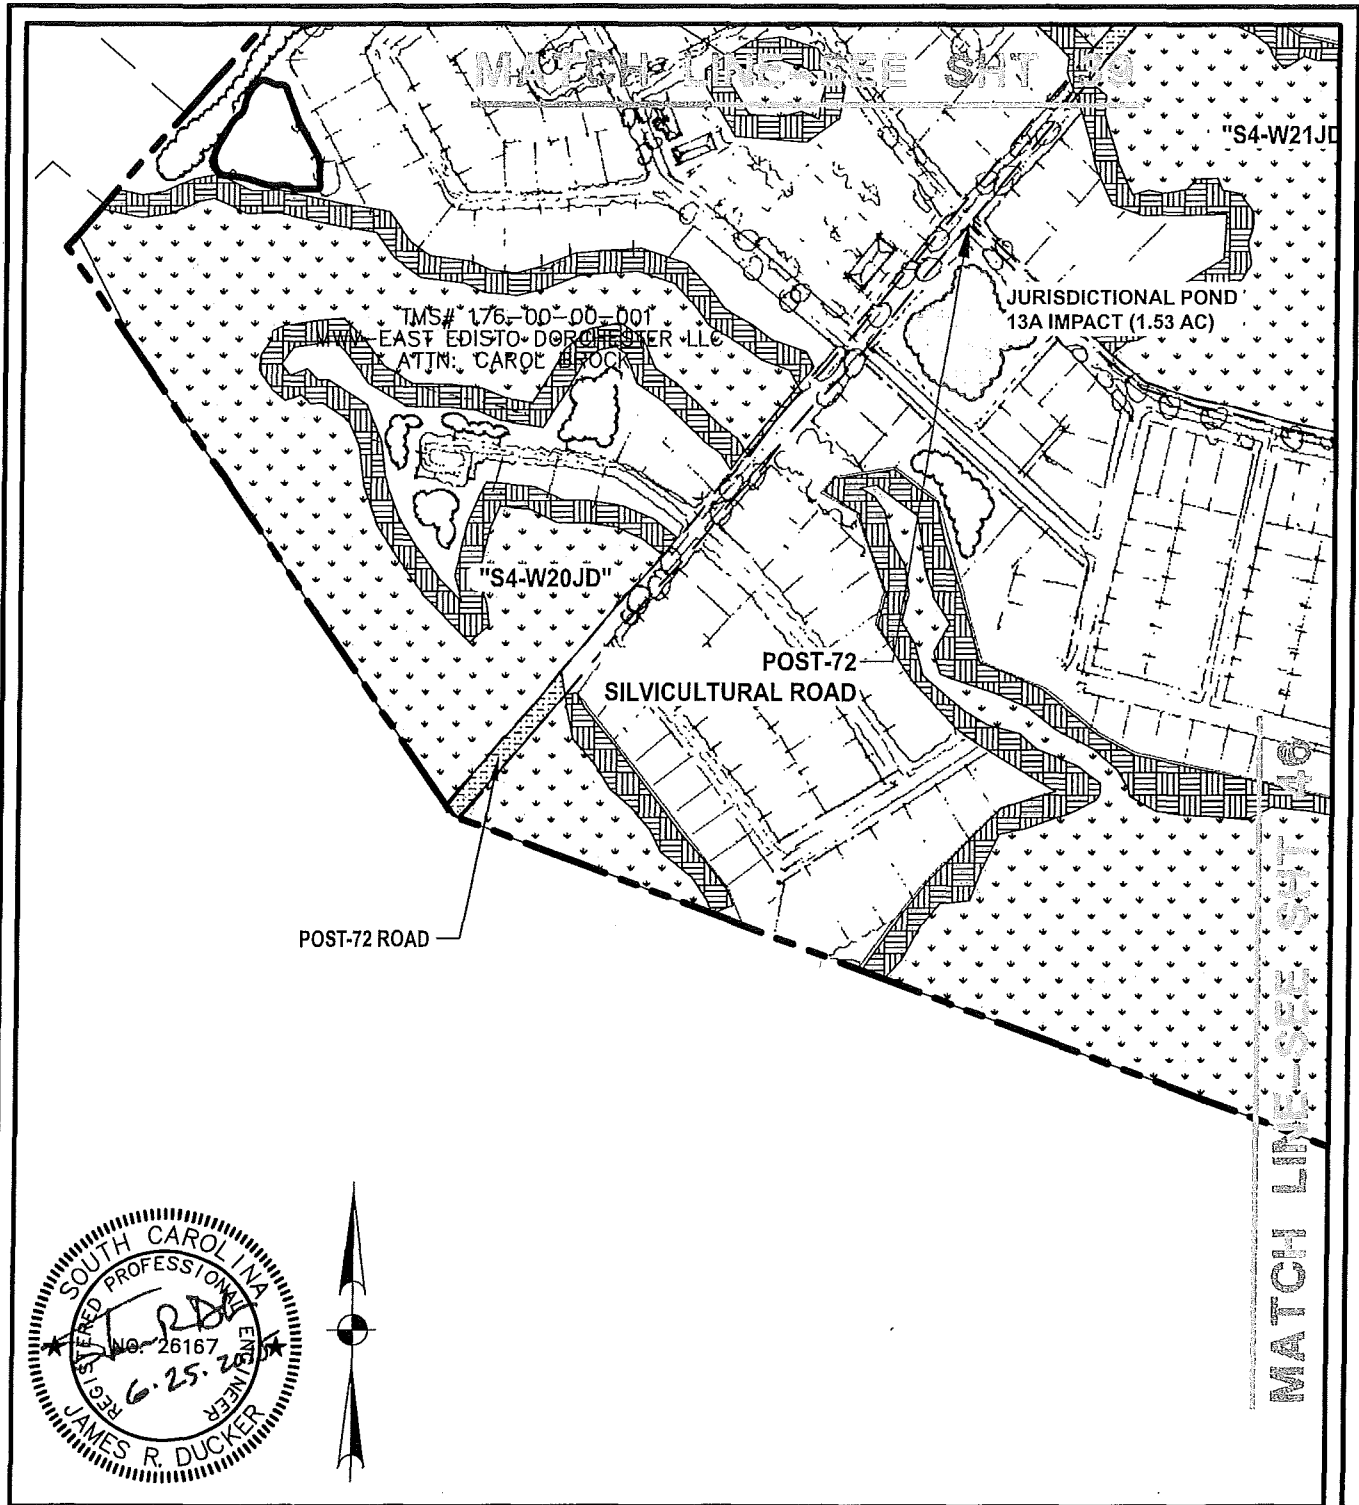 MATCH LINE-SEE SHT
"S4-W21JD
JURISDICTIONAL POND
13A IMPACT (1.53 AC)
TMS# 176-00-00-001
MWV-EAST EDISTO DORCHESTER LLC
ATTN: CAROL BROCK
"S4-W20JD"
POST-72
SILVICULTURAL ROAD
POST-72 ROAD
MATCH LINE-SEE SHT 46
SOUTH CAROLINA
REGISTERED PROFESSIONAL ENGINEER
NO. 26167
6.25.
JAMES R. DUCKER